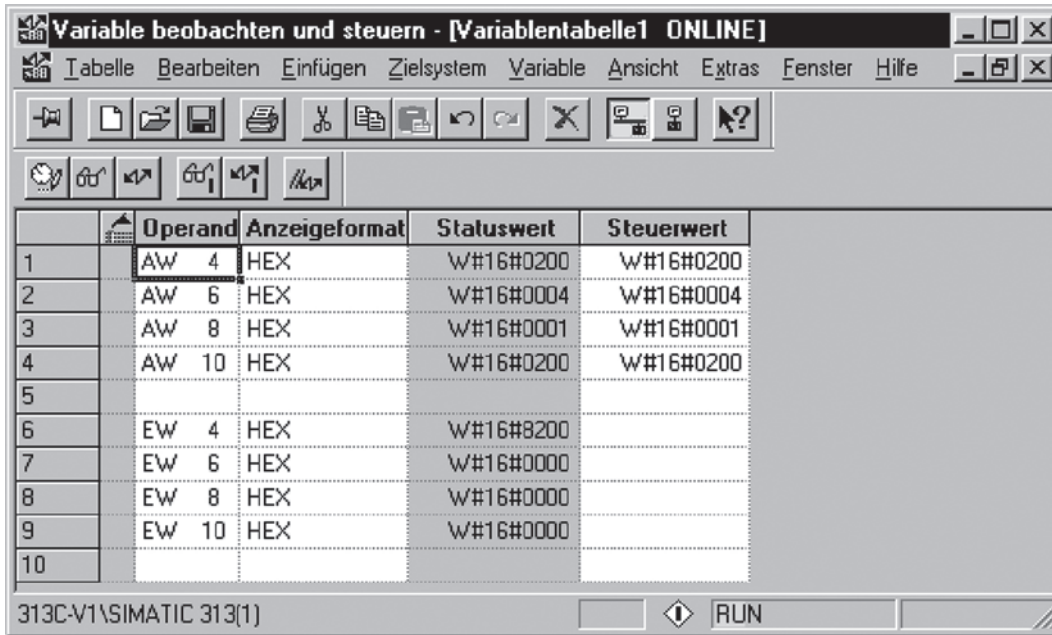 Variable beobachten und steuern - [Variablentabelle1 ONLINE]
Tabelle Bearbeiten Einfügen Zielsystem Variable Ansicht Extras Fenster Hilfe
Operand Anzeigeformat Statuswert Steuerwert
1 AW 4 HEX W#16#0200 W#16#0200
2 AW 6 HEX W#16#0004 W#16#0004
3 AW 8 HEX W#16#0001 W#16#0001
4 AW 10 HEX W#16#0200 W#16#0200
5
6 EW 4 HEX W#16#8200
7 EW 6 HEX W#16#0000
8 EW 8 HEX W#16#0000
9 EW 10 HEX W#16#0000
10
313C-V1\SIMATIC 313(1) RUN